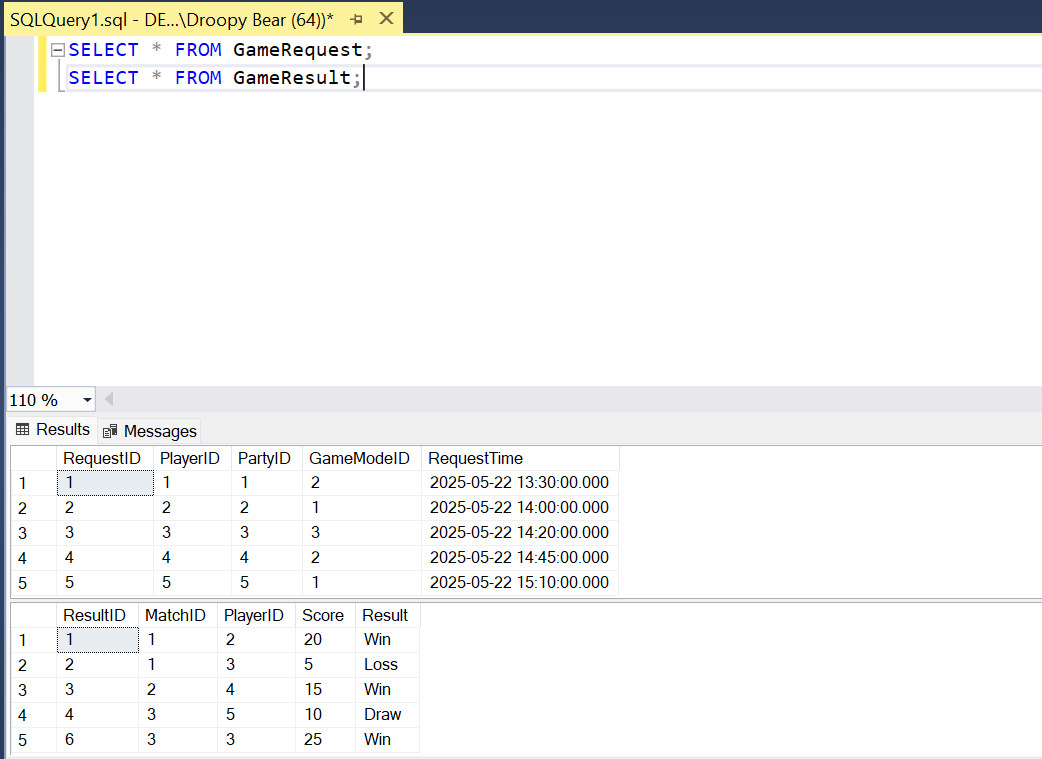 SQLQuery1.sql - DE...\Droopy Bear (64))*
SELECT * FROM GameRequest;
SELECT * FROM GameResult;
110 %
Results Messages
RequestID PlayerID PartyID GameModeID RequestTime
1 1 1 1 2 2025-05-22 13:30:00.000
2 2 2 2 1 2025-05-22 14:00:00.000
3 3 3 3 3 2025-05-22 14:20:00.000
4 4 4 4 2 2025-05-22 14:45:00.000
5 5 5 5 1 2025-05-22 15:10:00.000
ResultID MatchID PlayerID Score Result
1 1 1 2 20 Win
2 2 1 3 5 Loss
3 3 2 4 15 Win
4 4 3 5 10 Draw
5 6 3 3 25 Win